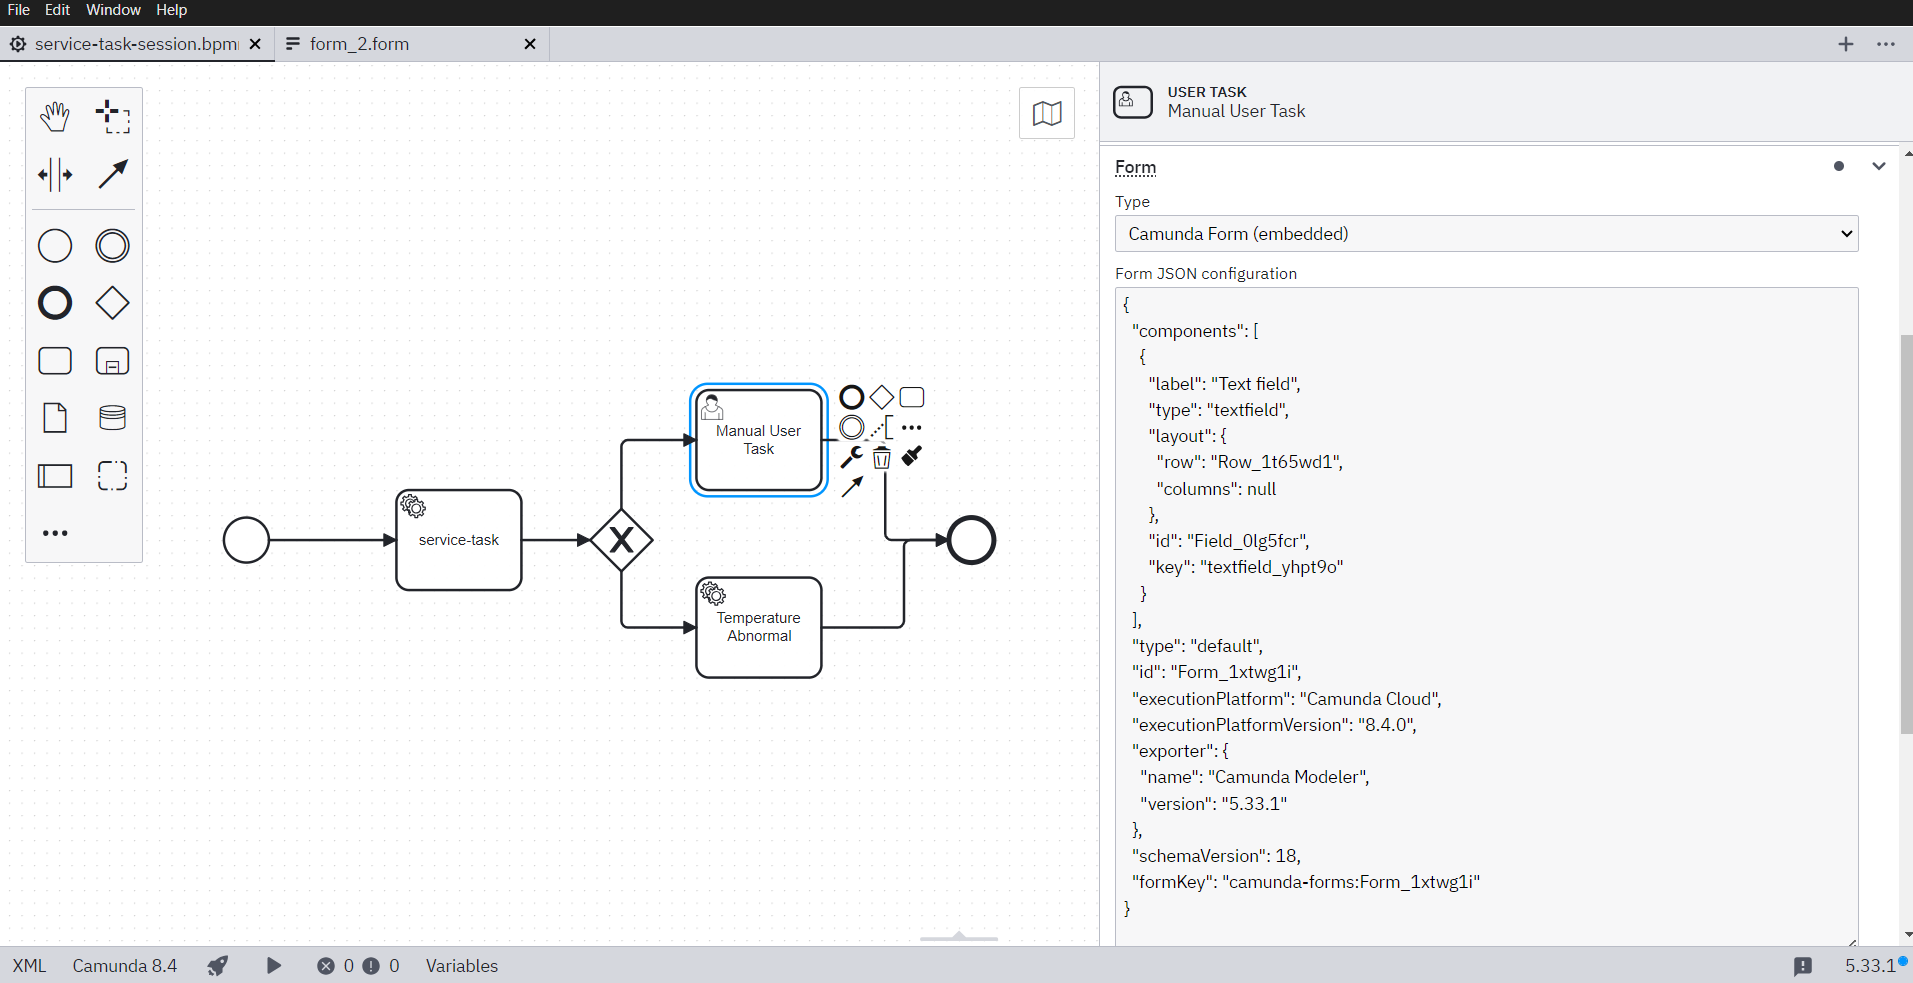 File Edit Window Help
service-task-session.bpmn
form_2.form
USER TASK
Manual User Task
Form
Type
Camunda Form (embedded)
Form JSON configuration
{
"components": [
{
"label": "Text field",
"type": "textfield",
"layout": {
"row": "Row_1t65wd1",
"columns": null
},
"id": "Field_0lg5fcr",
"key": "textfield_yhpt9o"
}
],
"type": "default",
"id": "Form_1xtwg1i",
"executionPlatform": "Camunda Cloud",
"executionPlatformVersion": "8.4.0",
"exporter": {
"name": "Camunda Modeler",
"version": "5.33.1"
},
"schemaVersion": 18,
"formKey": "camunda-forms:Form_1xtwg1i"
}
Manual User
Task
service-task
X
Temperature
Abnormal
XML Camunda 8.4 0 0 Variables
5.33.1